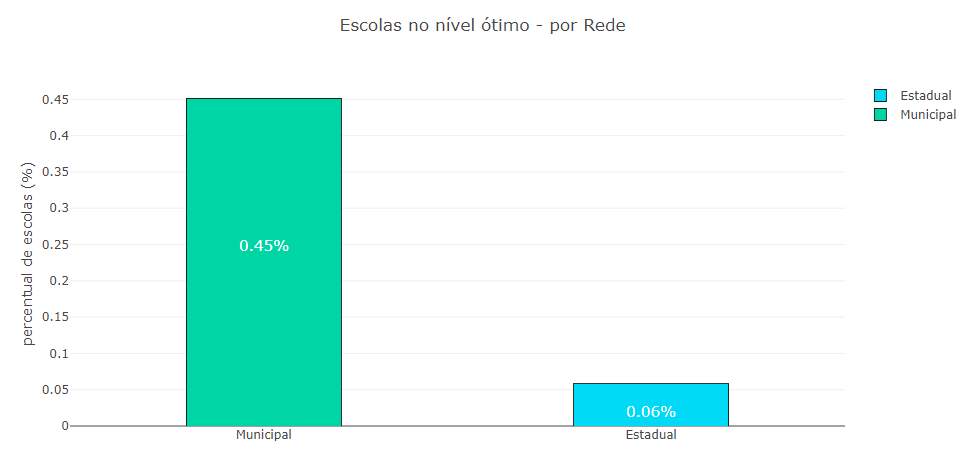 Escolas no nível ótimo - por Rede
Estadual
Municipal
percentual de escolas (%)
0.45
0.4
0.35
0.3
0.25
0.2
0.15
0.1
0.05
0
0.45%
0.06%
Municipal
Estadual